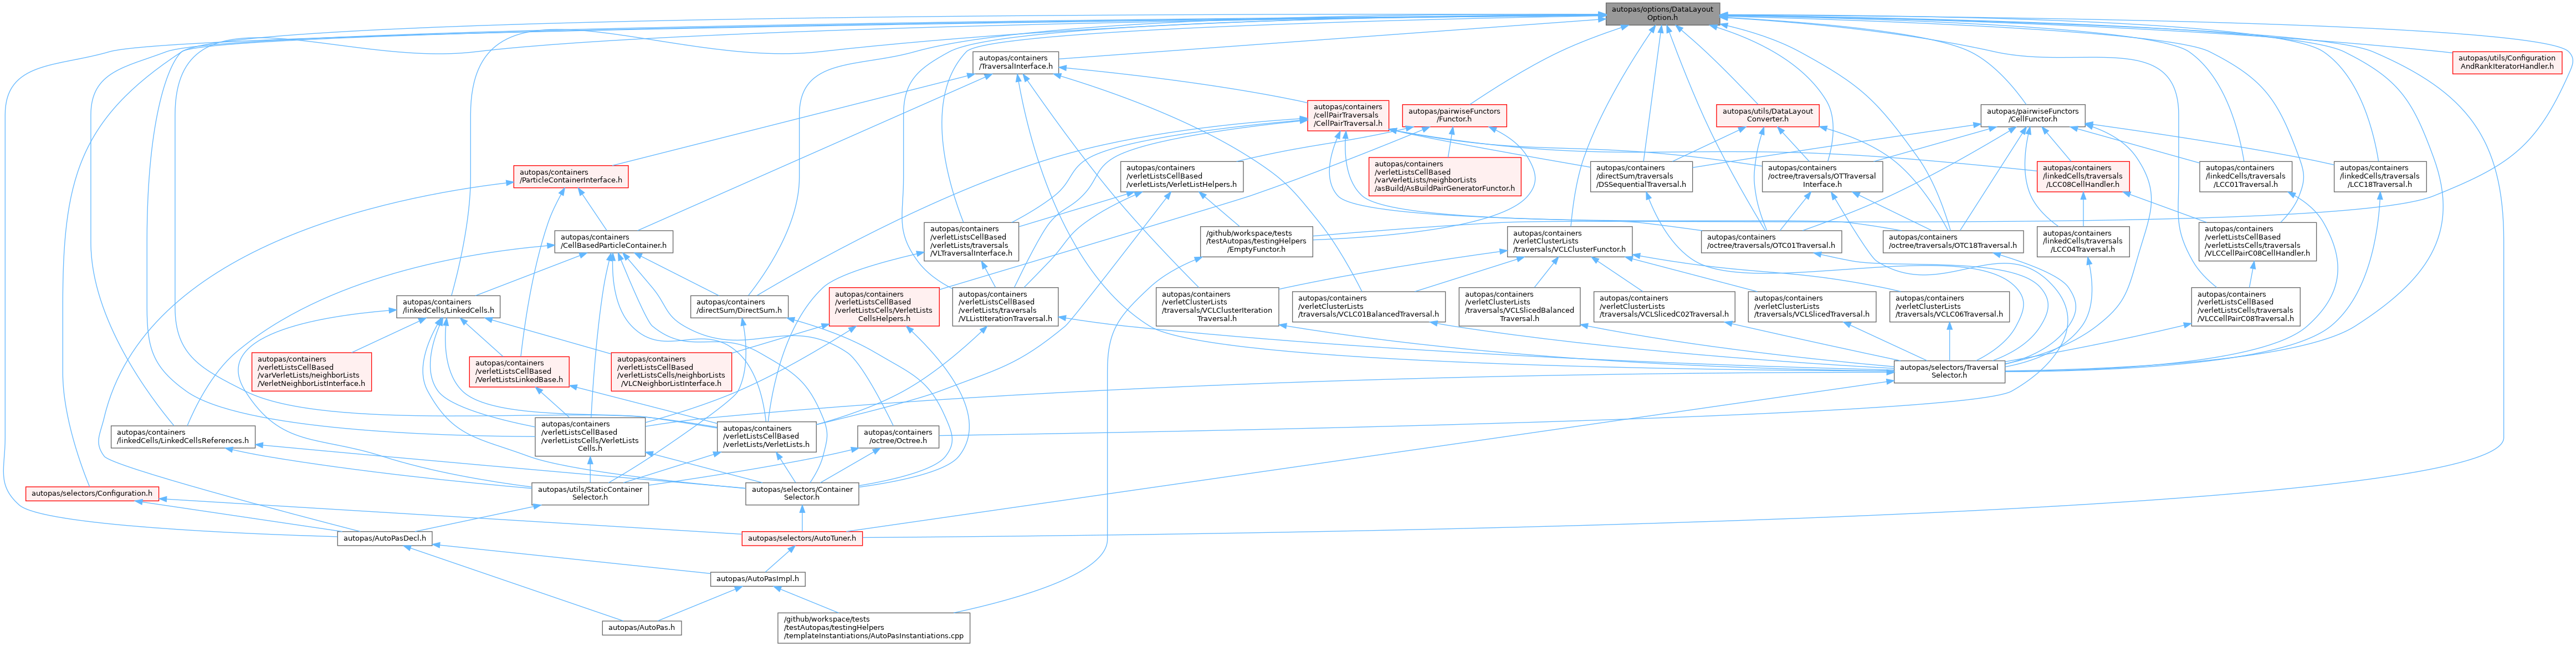 autopas/options/DataLayout
Option.h
autopas/containers
/TraversalInterface.h
autopas/utils/Configuration
AndRankIteratorHandler.h
autopas/containers
/cellPairTraversals
/CellPairTraversal.h
autopas/pairwiseFunctors
/Functor.h
autopas/utils/DataLayout
Converter.h
autopas/pairwiseFunctors
/CellFunctor.h
autopas/containers
/ParticleContainerInterface.h
autopas/containers
/verletListsCellBased
/verletLists/VerletListHelpers.h
autopas/containers
/verletListsCellBased
/varVerletLists/neighborLists
/asBuild/AsBuildPairGeneratorFunctor.h
autopas/containers
/directSum/traversals
/DSSequentialTraversal.h
autopas/containers
/octree/traversals/OTTraversal
Interface.h
autopas/containers
/linkedCells/traversals
/LCC08CellHandler.h
autopas/containers
/linkedCells/traversals
/LCC01Traversal.h
autopas/containers
/linkedCells/traversals
/LCC18Traversal.h
autopas/containers
/CellBasedParticleContainer.h
autopas/containers
/verletListsCellBased
/verletLists/traversals
/VLTraversalInterface.h
/github/workspace/tests
/testAutopas/testingHelpers
/EmptyFunctor.h
autopas/containers
/verletClusterLists
/traversals/VCLClusterFunctor.h
autopas/containers
/octree/traversals/OTC01Traversal.h
autopas/containers
/octree/traversals/OTC18Traversal.h
autopas/containers
/linkedCells/traversals
/LCC04Traversal.h
autopas/containers
/verletListsCellBased
/verletListsCells/traversals
/VLCCellPairC08CellHandler.h
autopas/containers
/linkedCells/LinkedCells.h
autopas/containers
/directSum/DirectSum.h
autopas/containers
/verletListsCellBased
/verletListsCells/VerletLists
CellsHelpers.h
autopas/containers
/verletListsCellBased
/verletLists/traversals
/VLListIterationTraversal.h
autopas/containers
/verletClusterLists
/traversals/VCLClusterIteration
Traversal.h
autopas/containers
/verletClusterLists
/traversals/VCLC01BalancedTraversal.h
autopas/containers
/verletClusterLists
/traversals/VCLSlicedBalanced
Traversal.h
autopas/containers
/verletClusterLists
/traversals/VCLSlicedC02Traversal.h
autopas/containers
/verletClusterLists
/traversals/VCLSlicedTraversal.h
autopas/containers
/verletClusterLists
/traversals/VCLC06Traversal.h
autopas/containers
/verletListsCellBased
/verletListsCells/traversals
/VLCCellPairC08Traversal.h
autopas/containers
/verletListsCellBased
/varVerletLists/neighborLists
/VerletNeighborListInterface.h
autopas/containers
/verletListsCellBased
/VerletListsLinkedBase.h
autopas/containers
/verletListsCellBased
/verletListsCells/neighborLists
/VLCNeighborListInterface.h
autopas/selectors/Traversal
Selector.h
autopas/containers
/linkedCells/LinkedCellsReferences.h
autopas/containers
/verletListsCellBased
/verletListsCells/VerletLists
Cells.h
autopas/containers
/verletListsCellBased
/verletLists/VerletLists.h
autopas/containers
/octree/Octree.h
autopas/selectors/Configuration.h
autopas/utils/StaticContainer
Selector.h
autopas/selectors/Container
Selector.h
autopas/AutoPasDecl.h
autopas/selectors/AutoTuner.h
autopas/AutoPasImpl.h
autopas/AutoPas.h
/github/workspace/tests
/testAutopas/testingHelpers
/templateInstantiations/AutoPasInstantiations.cpp